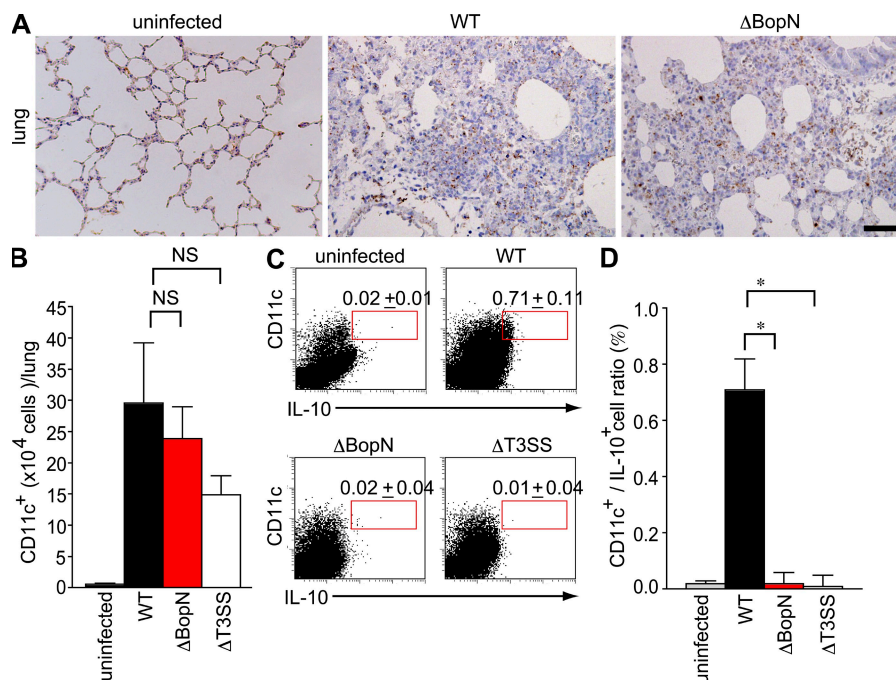 A
uninfected
WT
ΔBopN
lung
B
NS
NS
CD11c+ (x10^4 cells)/lung
45
40
35
30
25
20
15
10
5
0
uninfected
WT
ΔBopN
ΔT3SS
C
uninfected
WT
0.02 ± 0.01
0.71 ± 0.11
CD11c
IL-10
ΔBopN
ΔT3SS
0.02 ± 0.04
0.01 ± 0.04
CD11c
IL-10
D
*
*
CD11c+ / IL-10+ cell ratio (%)
1.0
0.8
0.6
0.4
0.2
0.0
uninfected
WT
ΔBopN
ΔT3SS